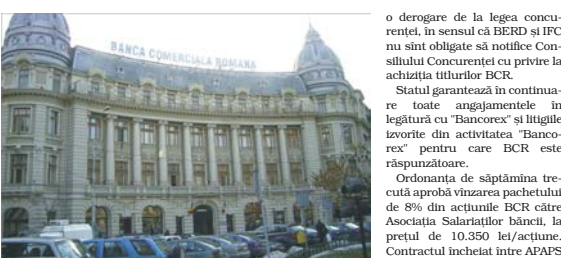 BANCA COMERCIALA ROMANA
o derogare de la legea concu-
renţei, în sensul că BERD şi IFC
nu sînt obligate să notifice Con-
siliului Concurenţei cu privire la
achiziţia titlurilor BCR.
Statul garantează în continua-
re toate angajamentele în
legătură cu "Bancorex" şi litigiile
izvorîte din activitatea "Banco-
rex" pentru care BCR este
răspunzătoare.
Ordonanţa de săptămîna tre-
cută aprobă vînzarea pachetului
de 8% din acţiunile BCR către
Asociaţia Salariaţilor băncii, la
preţul de 10.350 lei/acţiune.
Contractul încheiat între APAPS